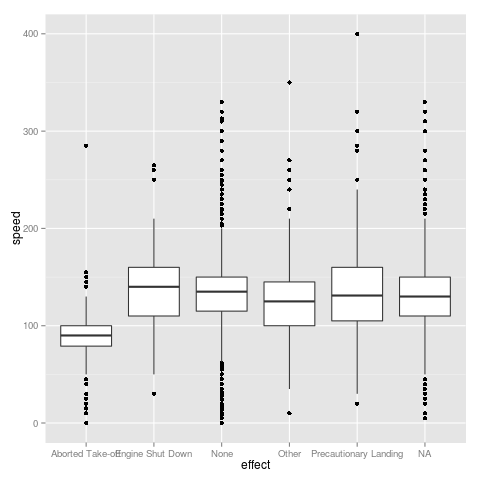 400
300
200
100
0
speed
Aborted Take-off Engine Shut Down None Other Precautionary Landing NA
effect